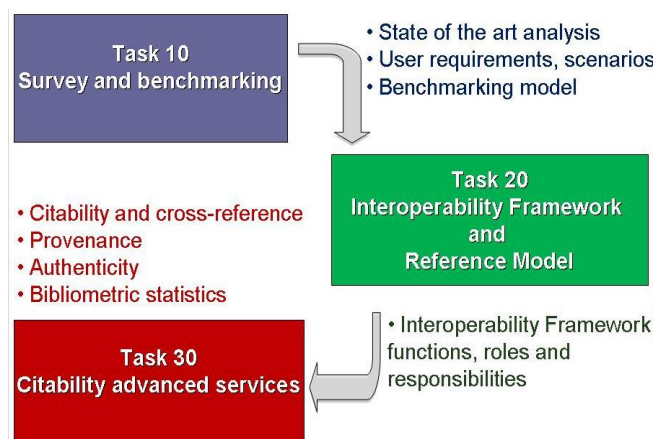 Task 10
Survey and benchmarking
• State of the art analysis
• User requirements, scenarios
• Benchmarking model
Task 20
Interoperability Framework
and
Reference Model
• Citability and cross-reference
• Provenance
• Authenticity
• Bibliometric statistics
• Interoperability Framework
functions, roles and
responsibilities
Task 30
Citability advanced services